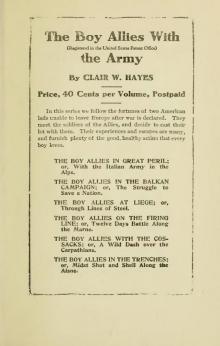 The Boy Allies With
(Registered in the United States Patent Office)
the Army
By CLAIR W. HAYES
Price, 40 Cents per Volume, Postpaid
In this series we follow the fortunes of two American
lads unable to leave Europe after war is declared. They
meet the soldiers of the Allies, and decide to cast their
lot with them. Their experiences and escapes are many,
and furnish plenty of the good, healthy action that every
boy loves.
THE BOY ALLIES IN GREAT PERIL;
or, With the Italian Army in the
Alps.
THE BOY ALLIES IN THE BALKAN
CAMPAIGN; or, The Struggle to
Save a Nation.
THE BOY ALLIES AT LIEGE; or,
Through Lines of Steel.
THE BOY ALLIES ON THE FIRING
LINE; or, Twelve Days Battle Along
the Marne.
THE BOY ALLIES WITH THE COS-
SACKS; or, A Wild Dash over the
Carpathians.
THE BOY ALLIES IN THE TRENCHES;
or, Midst Shot and Shell Along the
Aisne.